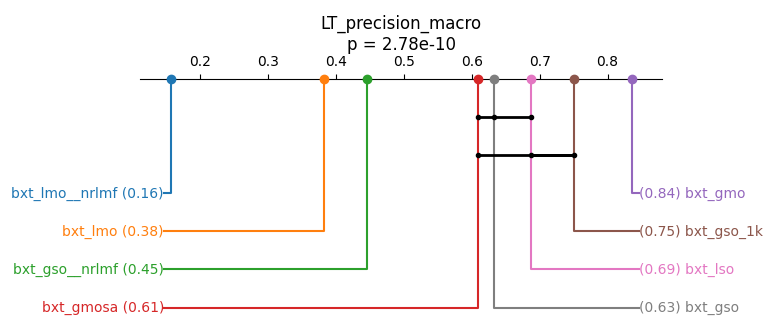 LT_precision_macro
p = 2.78e-10
0.2 0.3 0.4 0.5 0.6 0.7 0.8
bxt_lmo__nrlmf (0.16) (0.84) bxt_gmo
bxt_lmo (0.38) (0.75) bxt_gso_1k
bxt_gso__nrlmf (0.45) (0.69) bxt_lso
bxt_gmosa (0.61) (0.63) bxt_gso